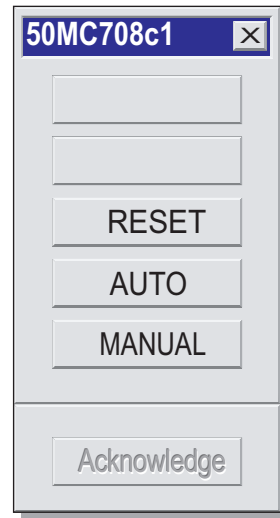 50MC708c1
RESET
AUTO
MANUAL
Acknowledge